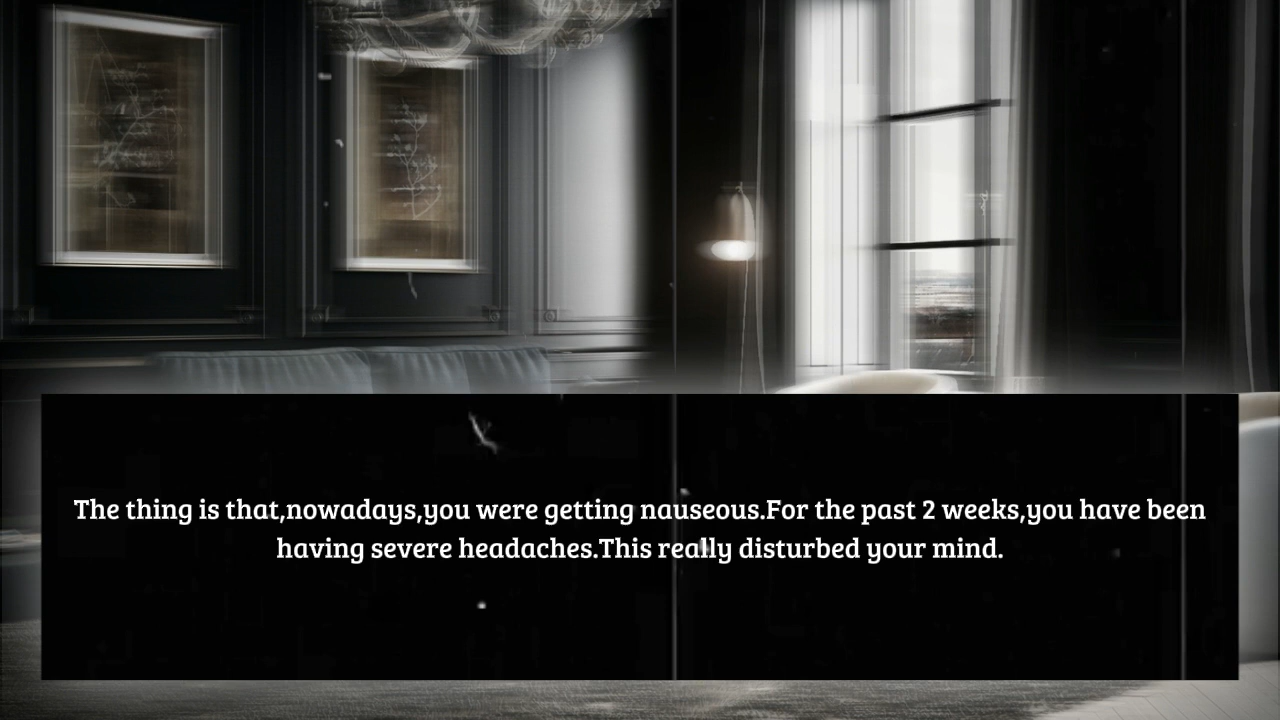 The thing is that,nowadays,you were getting nauseous.For the past 2 weeks,you have been
having severe headaches.This really disturbed your mind.